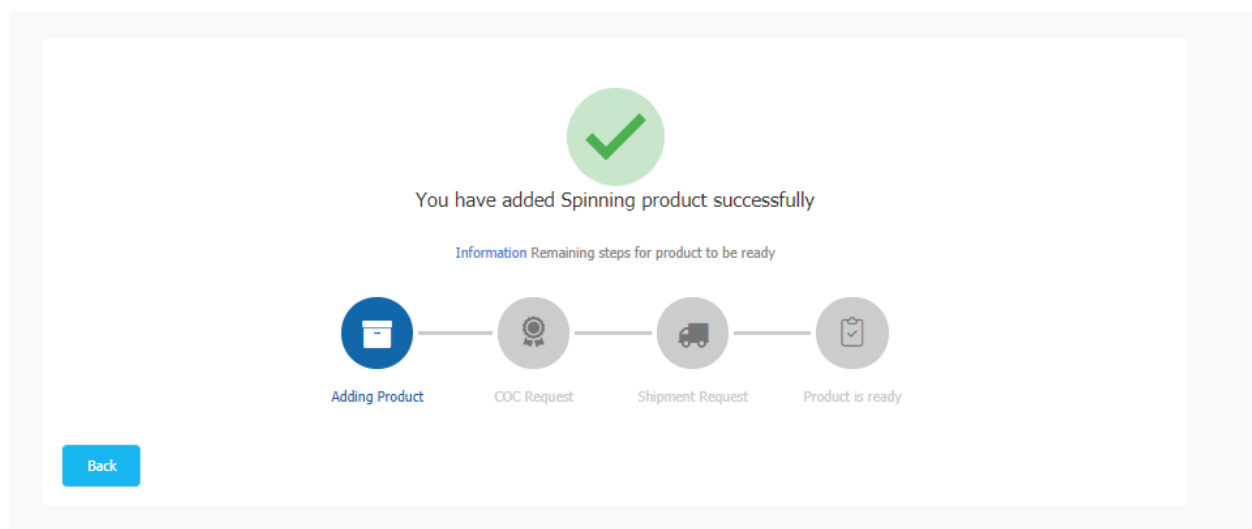 You have added Spinning product successfully
Information Remaining steps for product to be ready
Adding Product
COC Request
Shipment Request
Product is ready
Back